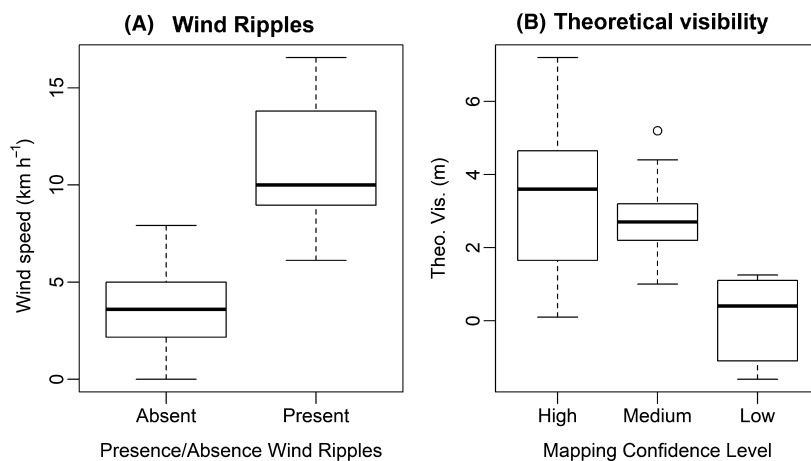 (A) Wind Ripples
Wind speed (km h⁻¹)
15
10
5
0
Absent Present
Presence/Absence Wind Ripples
(B) Theoretical visibility
Theo. Vis. (m)
6
4
2
0
High Medium Low
Mapping Confidence Level